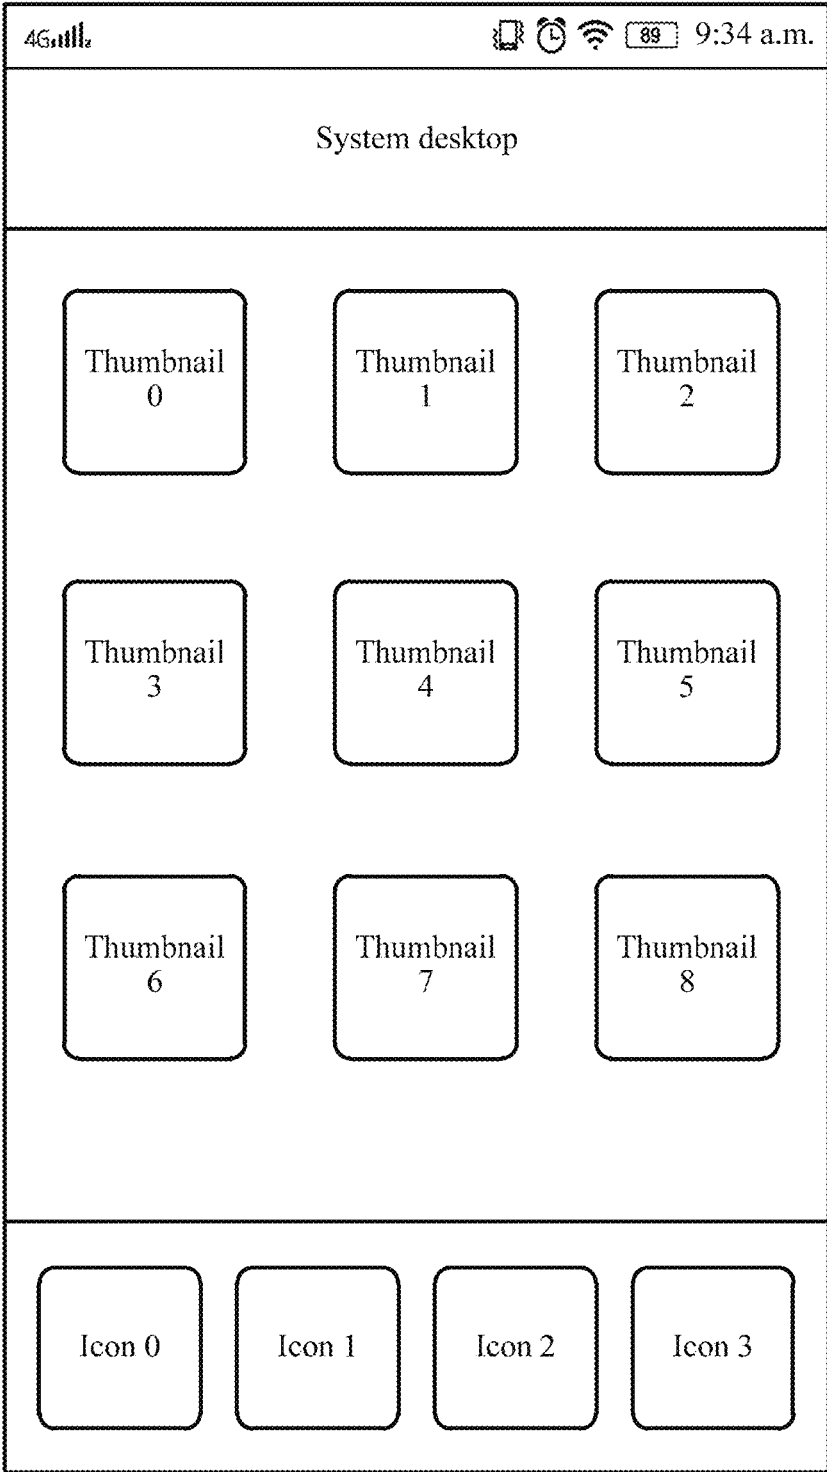 4G 89 9:34 a.m.
System desktop
Thumbnail Thumbnail Thumbnail
0 1 2
Thumbnail Thumbnail Thumbnail
3 4 5
Thumbnail Thumbnail Thumbnail
6 7 8
Icon 0 Icon 1 Icon 2 Icon 3